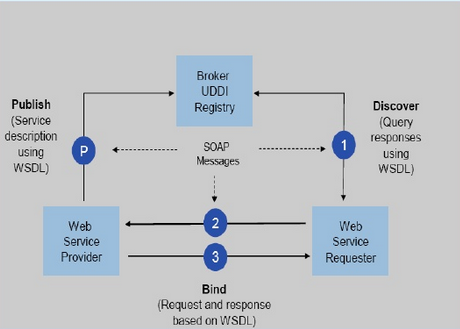 Broker
UDDI
Registry
Publish
(Service
description
using
WSDL)
P
SOAP
Messages
1
Discover
(Query
responses
using
WSDL)
Web
Service
Provider
2
3
Web
Service
Requester
Bind
(Request and response
based on WSDL)